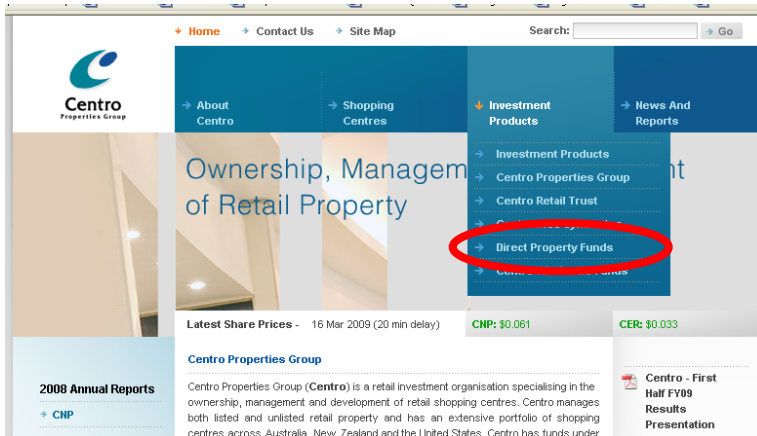 Home Contact Us Site Map Search: Go
Centro
Properties Group
About Centro
Shopping Centres
Investment Products
News And Reports
Investment Products
Centro Properties Group
Centro Retail Trust
Direct Property Funds
Ownership, Managem nt
of Retail Property
Latest Share Prices - 16 Mar 2009 (20 min delay) CNP: $0.061 CER: $0.033
Centro Properties Group
2008 Annual Reports
CNP
Centro Properties Group (Centro) is a retail investment organisation specialising in the
ownership, management and development of retail shopping centres. Centro manages
both listed and unlisted retail property and has an extensive portfolio of shopping
centres across Australia, New Zealand and the United States. Centro has funds under
Centro - First
Half FY09
Results
Presentation